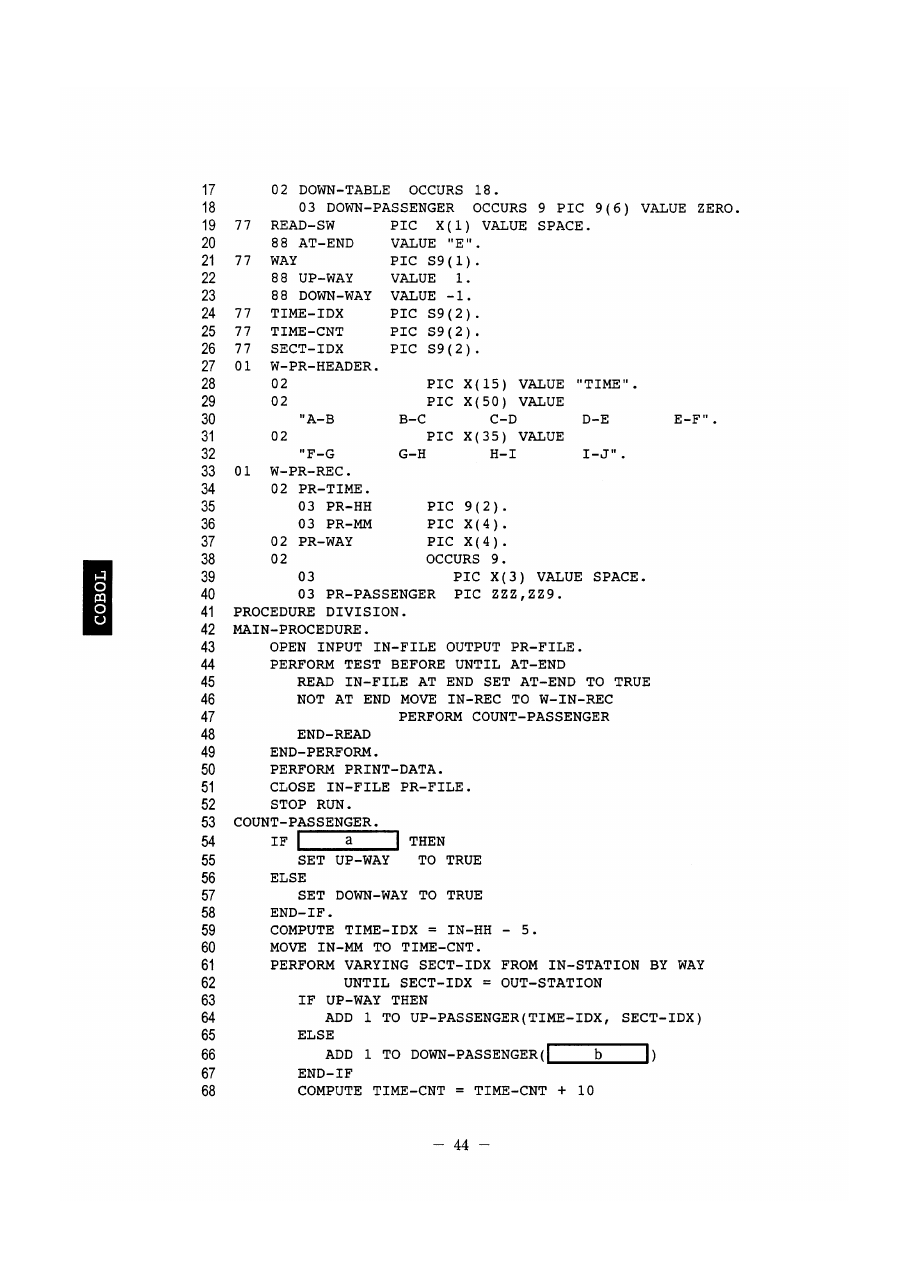 17 02 DOWN-TABLE OCCURS 18.
18 03 DOWN-PASSENGER OCCURS 9 PIC 9(6) VALUE ZERO.
19 77 READ-SW PIC X(1) VALUE SPACE.
20 88 AT-END VALUE "E".
21 77 WAY PIC S9(1).
22 88 UP-WAY VALUE 1.
23 88 DOWN-WAY VALUE -1.
24 77 TIME-IDX PIC S9(2).
25 77 TIME-CNT PIC S9(2).
26 77 SECT-IDX PIC S9(2).
27 01 W-PR-HEADER.
28 02 PIC X(15) VALUE "TIME".
29 02 PIC X(50) VALUE
30 "A-B B-C C-D D-E E-F".
31 02 PIC X(35) VALUE
32 "F-G G-H H-I I-J".
33 01 W-PR-REC.
34 02 PR-TIME.
35 03 PR-HH PIC 9(2).
36 03 PR-MM PIC X(4).
37 02 PR-WAY PIC X(4).
38 02 OCCURS 9.
39 03 PIC X(3) VALUE SPACE.
40 03 PR-PASSENGER PIC ZZZ,ZZ9.
41 PROCEDURE DIVISION.
42 MAIN-PROCEDURE.
43 OPEN INPUT IN-FILE OUTPUT PR-FILE.
44 PERFORM TEST BEFORE UNTIL AT-END
45 READ IN-FILE AT END SET AT-END TO TRUE
46 NOT AT END MOVE IN-REC TO W-IN-REC
47 PERFORM COUNT-PASSENGER
48 END-READ
49 END-PERFORM.
50 PERFORM PRINT-DATA.
51 CLOSE IN-FILE PR-FILE.
52 STOP RUN.
53 COUNT-PASSENGER.
54 IF a THEN
55 SET UP-WAY TO TRUE
56 ELSE
57 SET DOWN-WAY TO TRUE
58 END-IF.
59 COMPUTE TIME-IDX = IN-HH - 5.
60 MOVE IN-MM TO TIME-CNT.
61 PERFORM VARYING SECT-IDX FROM IN-STATION BY WAY
62 UNTIL SECT-IDX = OUT-STATION
63 IF UP-WAY THEN
64 ADD 1 TO UP-PASSENGER(TIME-IDX, SECT-IDX)
65 ELSE
66 ADD 1 TO DOWN-PASSENGER( b )
67 END-IF
68 COMPUTE TIME-CNT = TIME-CNT + 10
COBOL
— 44 —